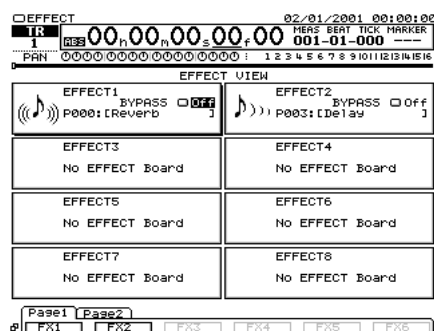 EFFECT 02/01/2001 00:00:00
TR ABS 00h00m00s00f00 MEAS BEAT TICK MARKER
1 001-01-000 ---
PAN 1 2 3 4 5 6 7 8 9 10 11 12 13 14 15 16
EFFECT VIEW
EFFECT1 EFFECT2
BYPASS Off BYPASS Off
P000:[Reverb ] P003:[Delay ]
EFFECT3 EFFECT4
No EFFECT Board No EFFECT Board
EFFECT5 EFFECT6
No EFFECT Board No EFFECT Board
EFFECT7 EFFECT8
No EFFECT Board No EFFECT Board
Page1 Page2
FX1 FX2 FX3 FX4 FX5 FX6